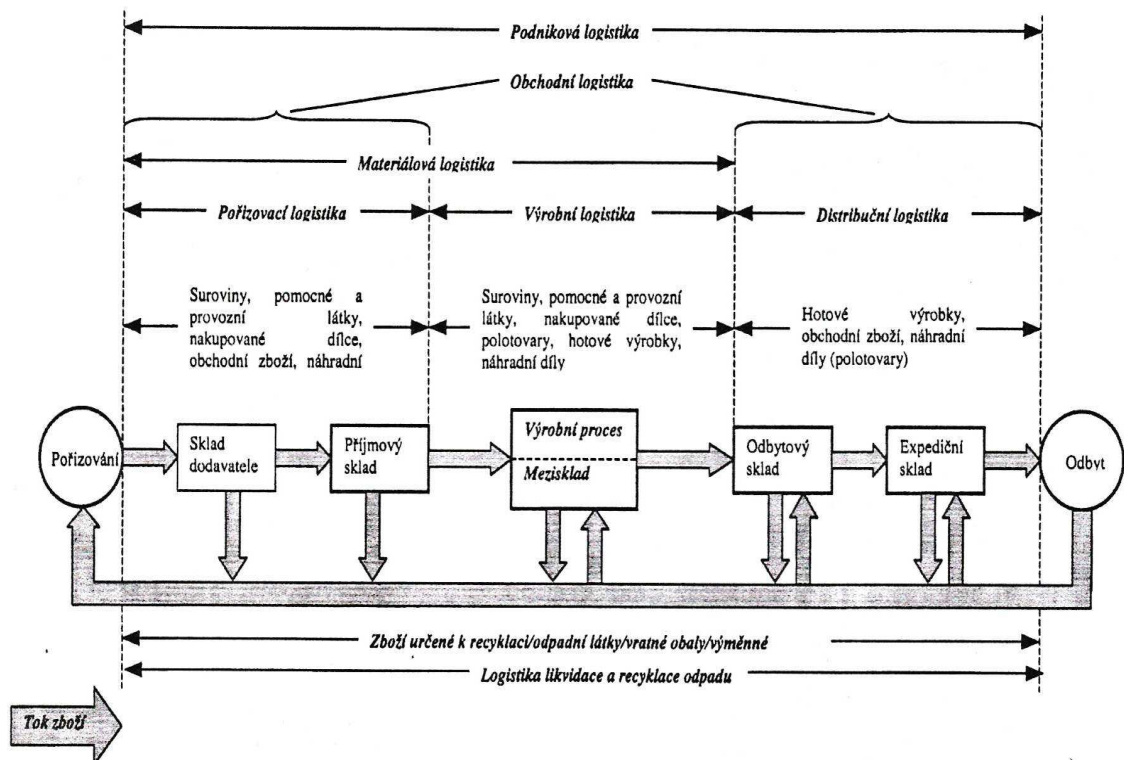 Podniková logistika
Obchodní logistika
Materiálová logistika
Pořizovací logistika
Výrobní logistika
Distribuční logistika
Suroviny, pomocné a
provozní látky,
nakupované dílce,
obchodní zboží, náhradní
Suroviny, pomocné a provozní
látky, nakupované dílce,
polotovary, hotové výrobky,
náhradní díly
Hotové výrobky,
obchodní zboží, náhradní
díly (polotovary)
Pořizování
Sklad
dodavatele
Příjmový
sklad
Výrobní proces
Mezisklad
Odbytový
sklad
Expediční
sklad
Odbyt
Zboží určené k recyklaci/odpadní látky/vratné obaly/výměnné
Logistika likvidace a recyklace odpadu
Tok zboží